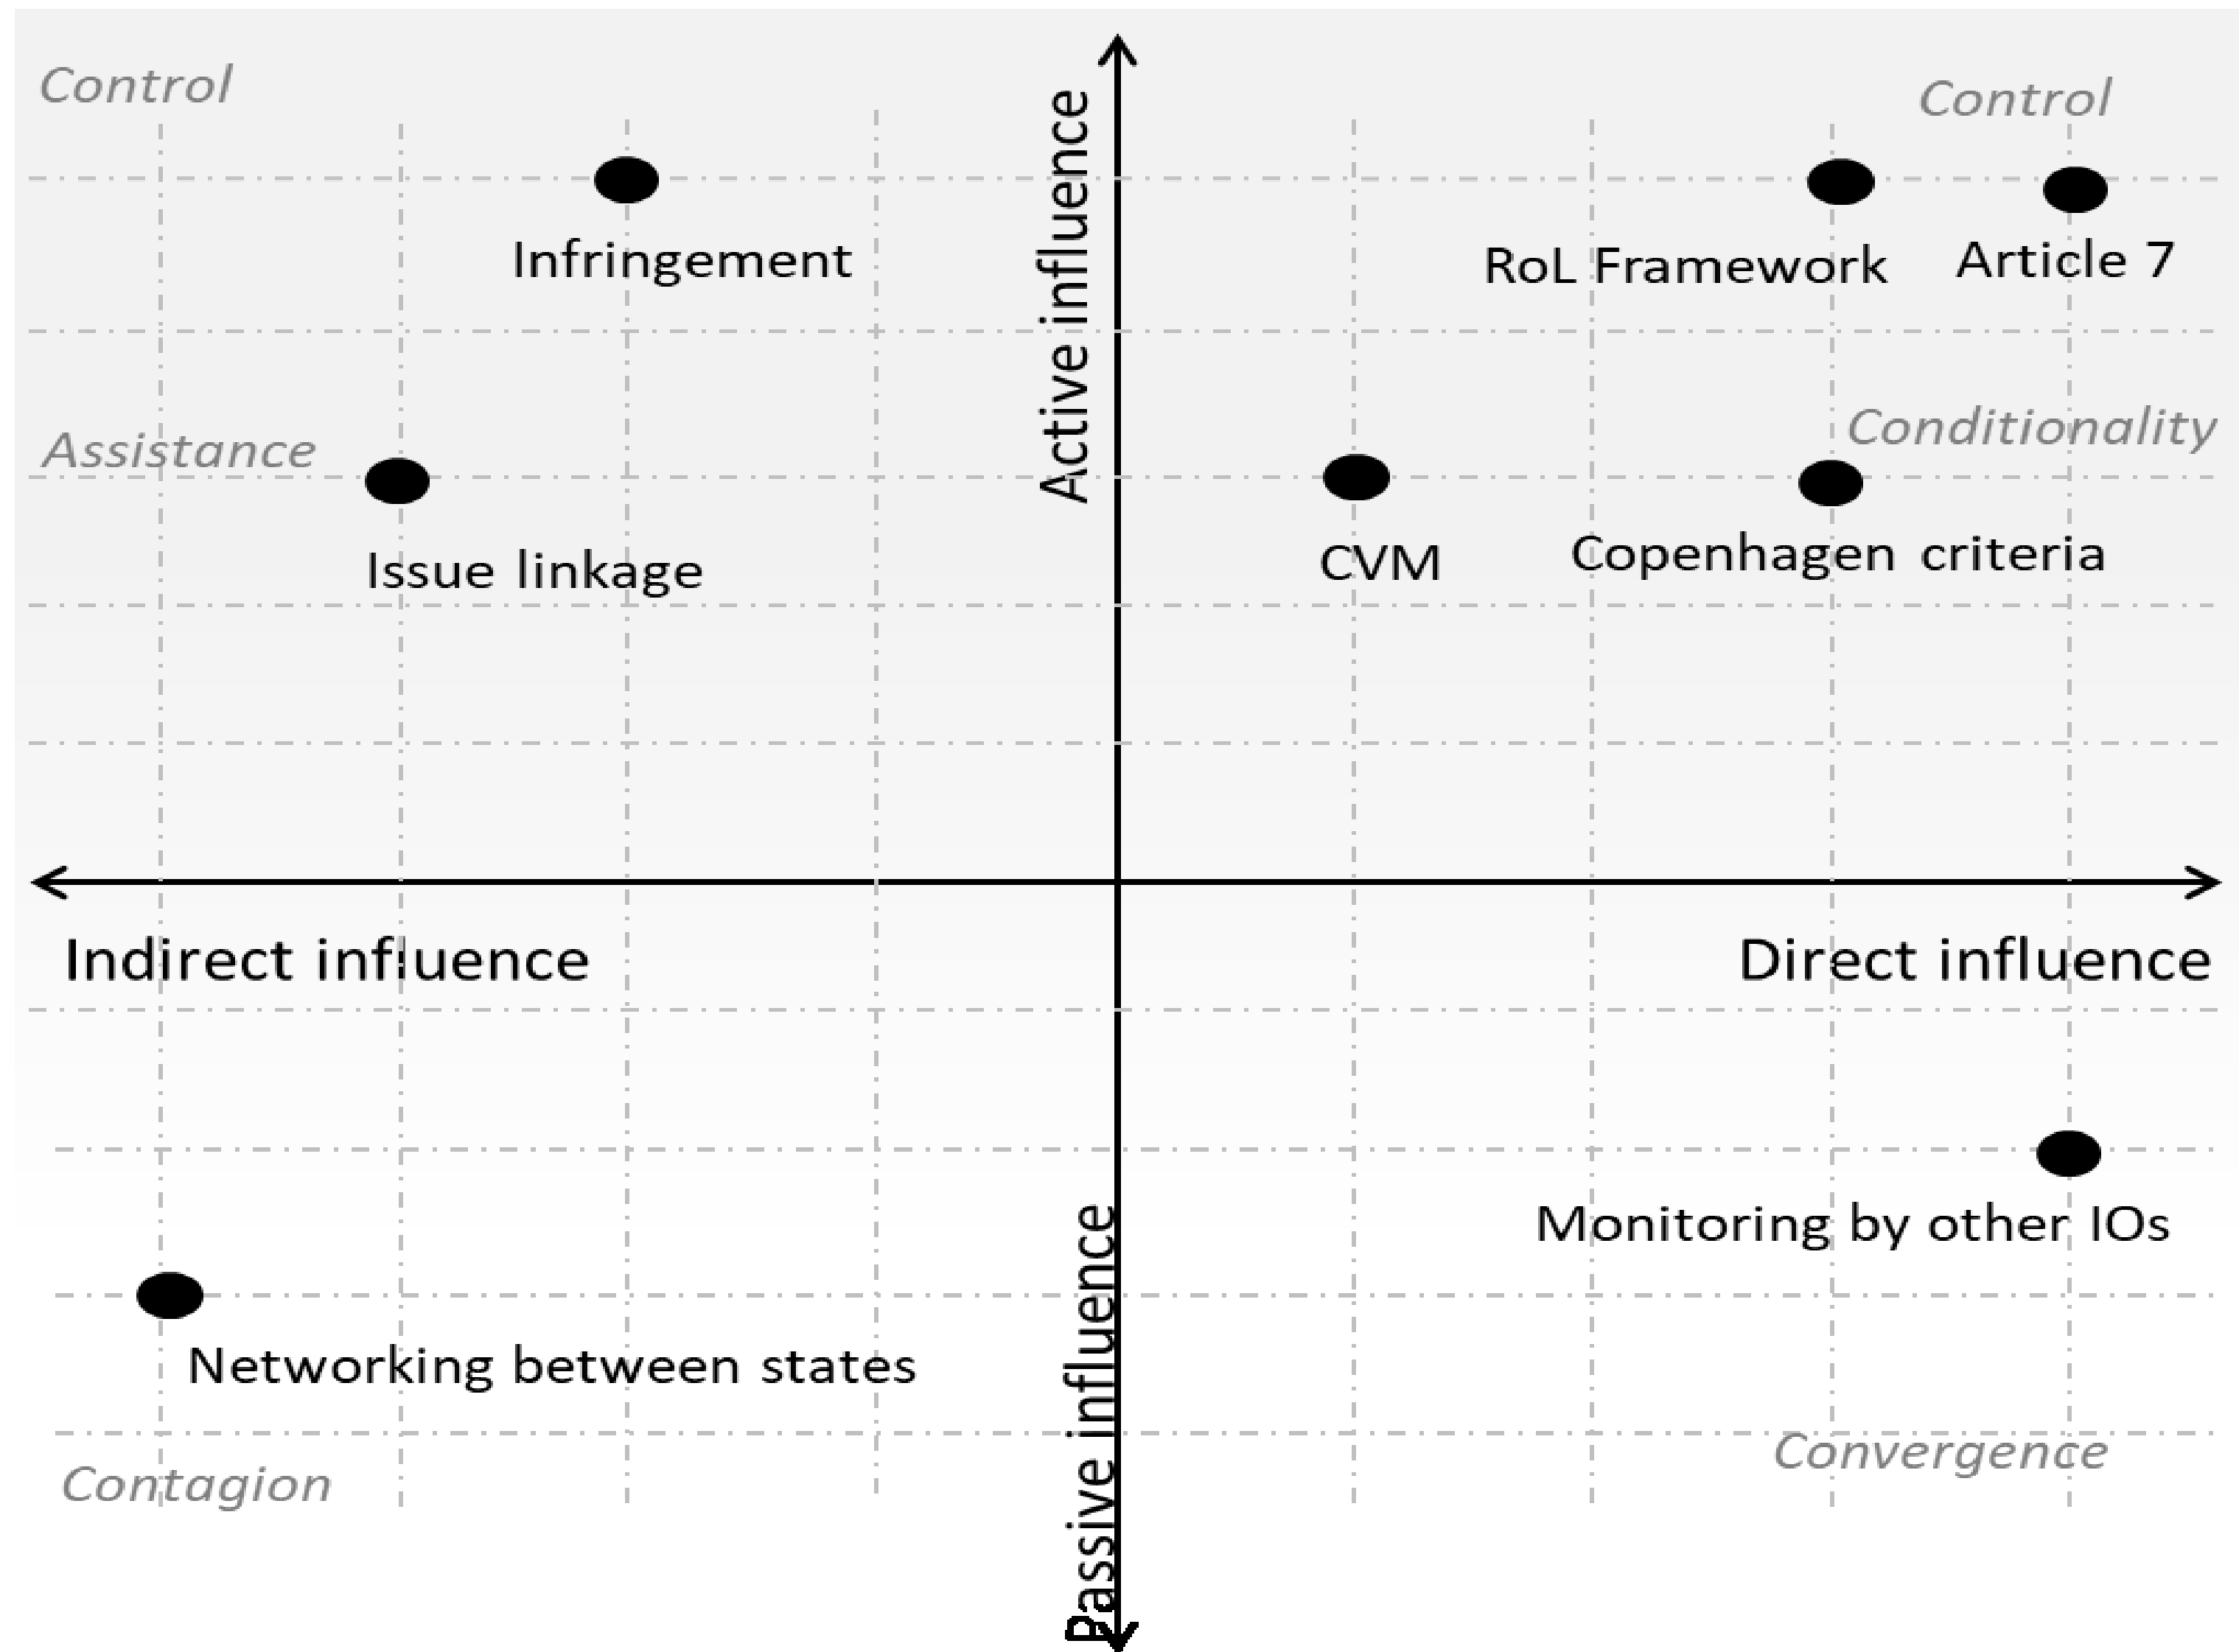 Control
Control
Active influence
Infringement
RoL Framework
Article 7
Assistance
Conditionality
Issue linkage
CVM
Copenhagen criteria
Indirect influence
Direct influence
Monitoring by other IOs
Passive influence
Networking between states
Contagion
Convergence